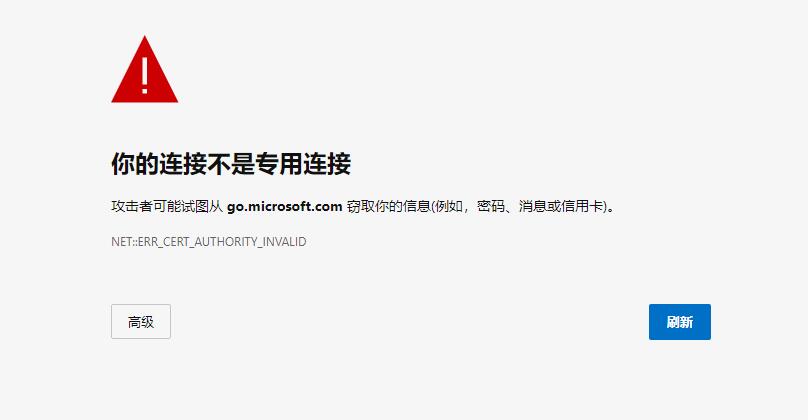 你的连接不是专用连接
攻击者可能试图从 go.microsoft.com 窃取你的信息(例如，密码、消息或信用卡)。
NET::ERR_CERT_AUTHORITY_INVALID
高级
刷新